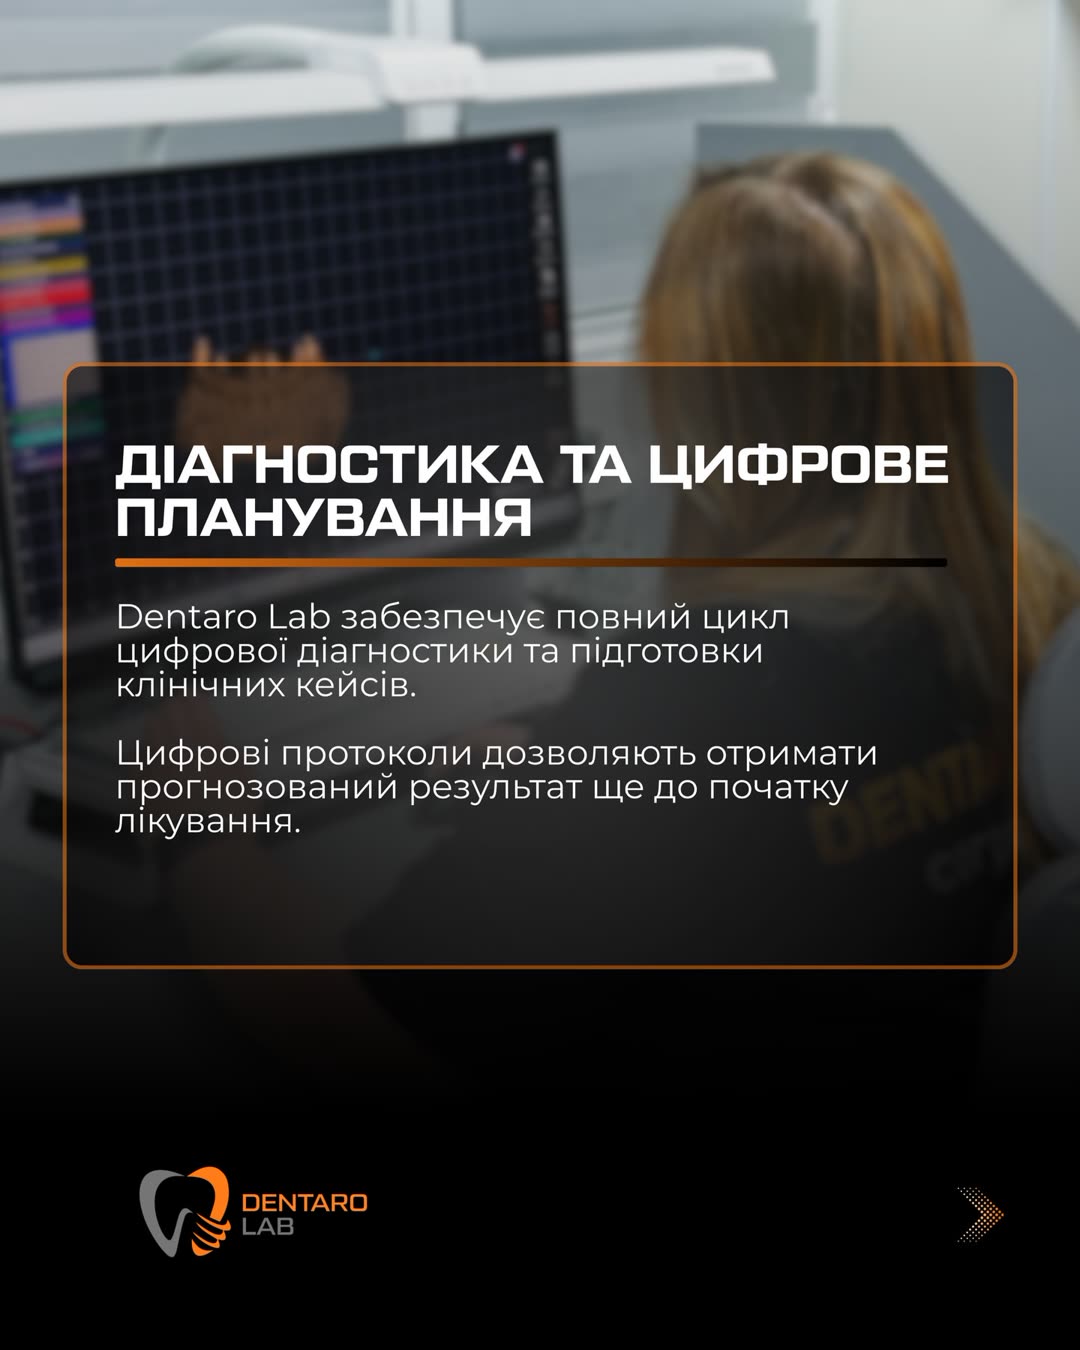 ДІАГНОСТИКА ТА ЦИФРОВЕ
ПЛАНУВАННЯ
Dentaro Lab забезпечує повний цикл
цифрової діагностики та підготовки
клінічних кейсів.
Цифрові протоколи дозволяють отримати
прогнозований результат ще до початку
лікування.
DENTARO
LAB